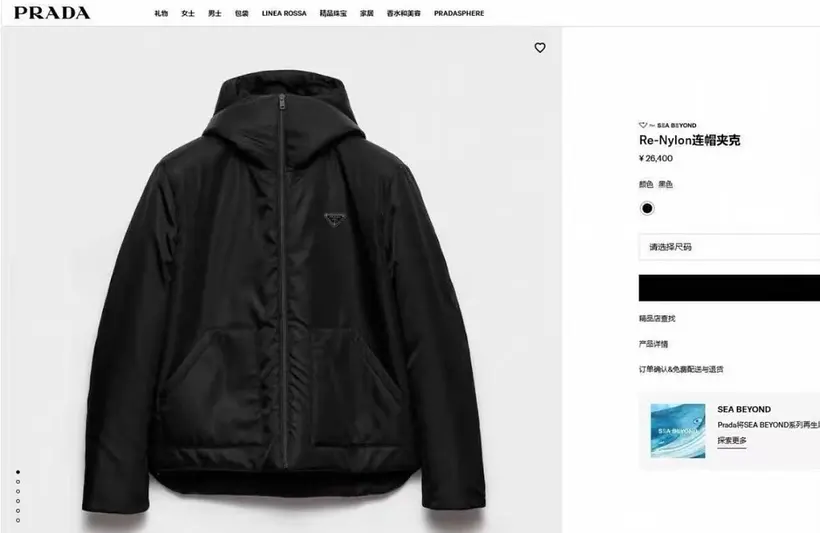 PRADA
礼物 女士 男士 包袋 LINEA ROSSA 精品珠宝 家居 香水和美容 PRADASPHERE
SEA BEYOND
Re-Nylon连帽夹克
¥ 26,400
颜色 黑色
请选择尺码
精品店查找
产品详情
订单确认&免费配送与退货
SEA BEYOND
SEA BEYOND
Prada将SEA BEYOND系列再生
探索更多